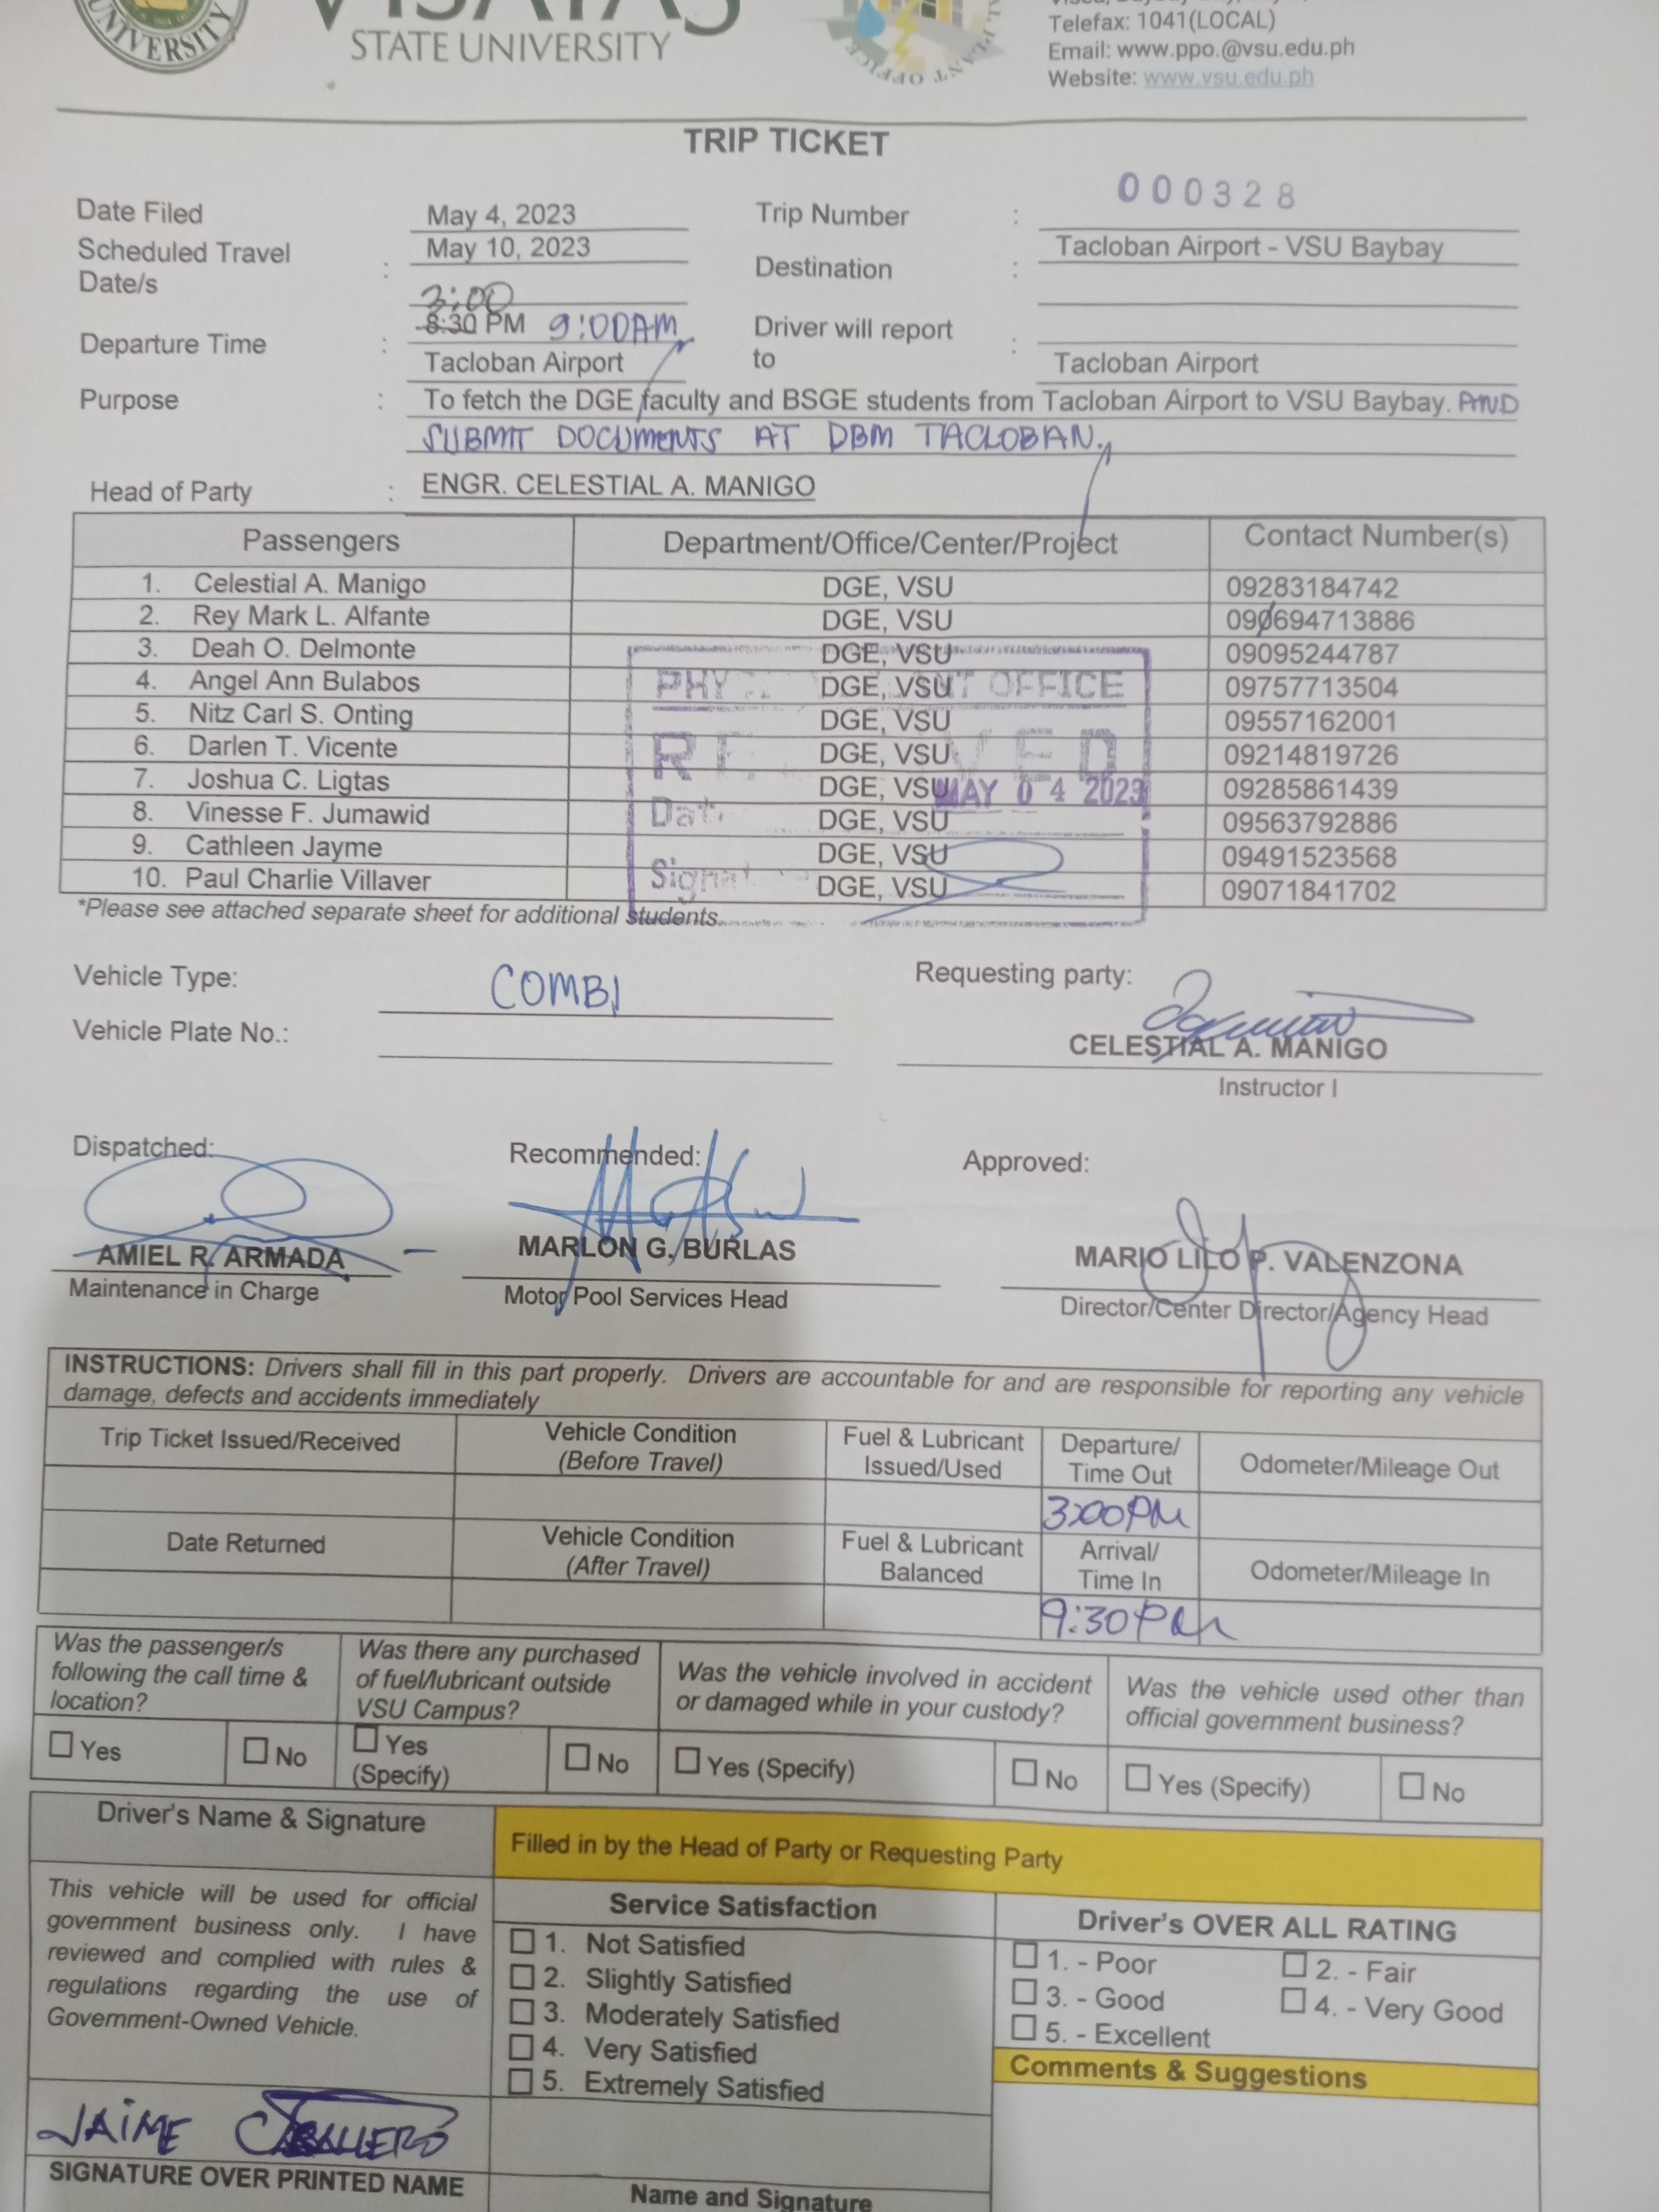 UNIVERSITY
VISAYAS
STATE UNIVERSITY
PLANT OFFICE
Telefax: 1041(LOCAL)
Email: www.ppo.@vsu.edu.ph
Website: www.vsu.edu.ph
TRIP TICKET
000328
Date Filed May 4, 2023 Trip Number :
Scheduled Travel Date/s : May 10, 2023 Destination : Tacloban Airport - VSU Baybay
3:00
Departure Time : 8:30 PM 9:00AM Driver will report to :
Tacloban Airport Tacloban Airport
Purpose : To fetch the DGE faculty and BSGE students from Tacloban Airport to VSU Baybay. AND
SUBMIT DOCUMENTS AT DBM TACLOBAN.
Head of Party : ENGR. CELESTIAL A. MANIGO
Passengers Department/Office/Center/Project Contact Number(s)
1. Celestial A. Manigo DGE, VSU 09283184742
2. Rey Mark L. Alfante DGE, VSU 090694713886
3. Deah O. Delmonte DGE, VSU 09095244787
4. Angel Ann Bulabos DGE, VSU 09757713504
5. Nitz Carl S. Onting DGE, VSU 09557162001
6. Darlen T. Vicente DGE, VSU 09214819726
7. Joshua C. Ligtas DGE, VSU 09285861439
8. Vinesse F. Jumawid DGE, VSU 09563792886
9. Cathleen Jayme DGE, VSU 09491523568
10. Paul Charlie Villaver DGE, VSU 09071841702
OFFICE
RECEIVED
MAY 04 2023
*Please see attached separate sheet for additional students.
Vehicle Type: COMBI Requesting party:
Vehicle Plate No.: CELESTIAL A. MANIGO
Instructor I
Dispatched: Recommended: Approved:
AMIEL R. ARMADA MARLON G. BURLAS MARIO LILO P. VALENZONA
Maintenance in Charge Motor Pool Services Head Director/Center Director/Agency Head
INSTRUCTIONS: Drivers shall fill in this part properly. Drivers are accountable for and are responsible for reporting any vehicle
damage, defects and accidents immediately
Trip Ticket Issued/Received Vehicle Condition (Before Travel) Fuel & Lubricant Issued/Used Departure/ Time Out Odometer/Mileage Out
3:00PM
Date Returned Vehicle Condition (After Travel) Fuel & Lubricant Balanced Arrival/ Time In Odometer/Mileage In
9:30PM
Was the passenger/s following the call time & location? Was there any purchased of fuel/lubricant outside VSU Campus? Was the vehicle involved in accident or damaged while in your custody? Was the vehicle used other than official government business?
Yes No Yes (Specify) No Yes (Specify) No Yes (Specify) No
Driver's Name & Signature Filled in by the Head of Party or Requesting Party
This vehicle will be used for official
government business only. I have
reviewed and complied with rules &
regulations regarding the use of
Government-Owned Vehicle.
Service Satisfaction
1. Not Satisfied
2. Slightly Satisfied
3. Moderately Satisfied
4. Very Satisfied
5. Extremely Satisfied
Driver's OVER ALL RATING
1. - Poor 2. - Fair
3. - Good 4. - Very Good
5. - Excellent
Comments & Suggestions
JAIME CABALLERO
SIGNATURE OVER PRINTED NAME
Name and Signature